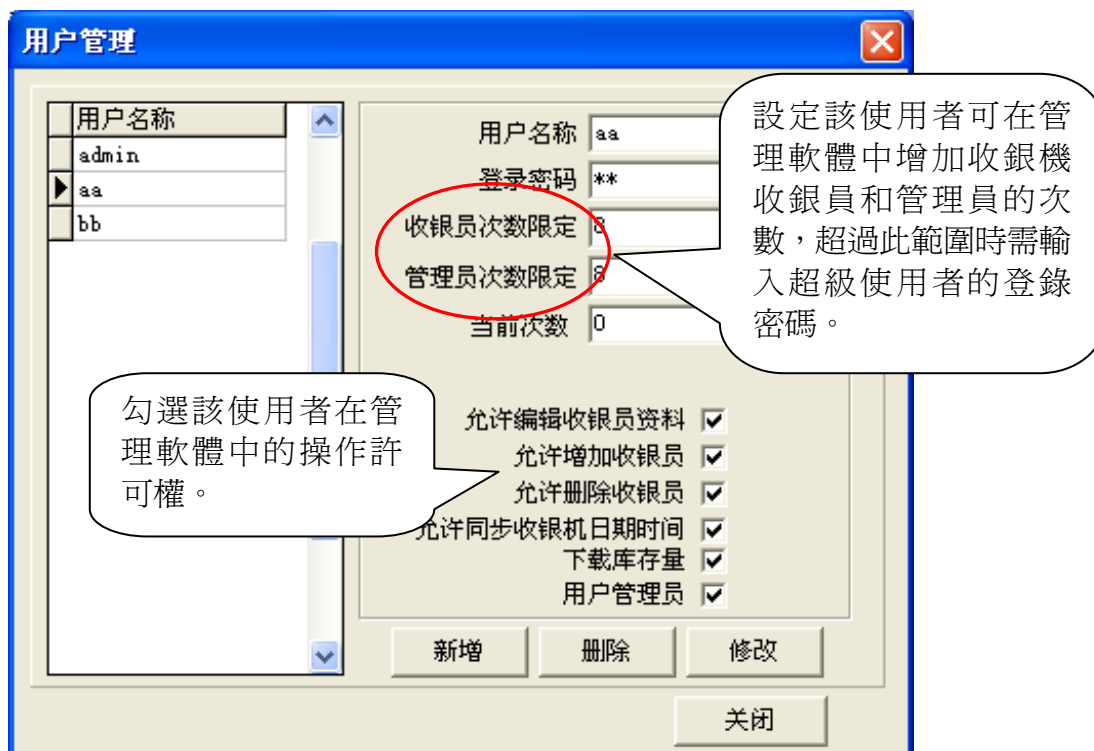 用户管理
用户名称
admin
aa
bb
用户名称 aa
登录密码 **
收银员次数限定 8
管理员次数限定 8
当前次数 0
設定該使用者可在管
理軟體中增加收銀機
收銀員和管理員的次
數，超過此範圍時需輸
入超級使用者的登錄
密碼。
勾選該使用者在管
理軟體中的操作許
可權。
允许编辑收银员资料
允许增加收银员
允许删除收银员
允许同步收银机日期时间
下载库存量
用户管理员
新增 删除 修改
关闭